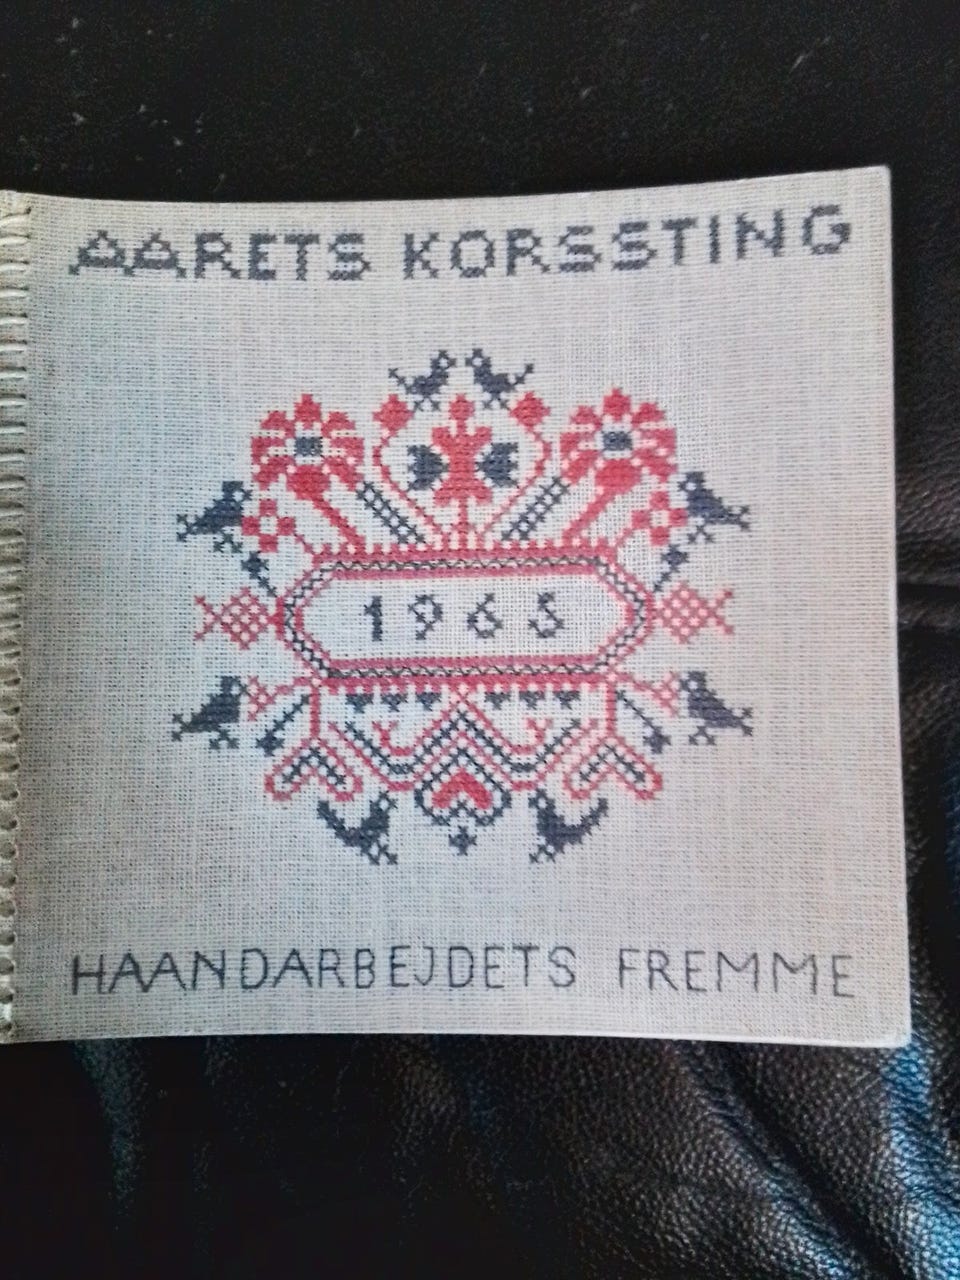 AARETS KORSSTING
1965
HAANDARBEJDETS FREMME